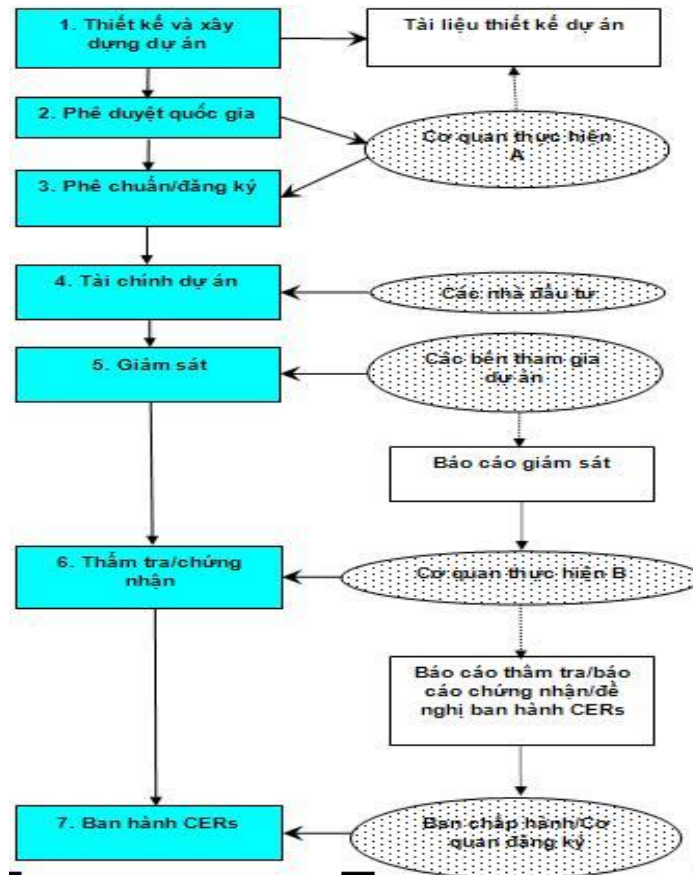 1. Thiết kế và xây
dựng dự án
Tài liệu thiết kế dự án
2. Phê duyệt quốc gia
Cơ quan thực hiện
A
3. Phê chuẩn/đăng ký
4. Tài chính dự án
Các nhà đầu tư
5. Giám sát
Các bên tham gia
dự án
Báo cáo giám sát
6. Thẩm tra/chứng
nhận
Cơ quan thực hiện B
Báo cáo thẩm tra/báo
cáo chứng nhận/đề
nghị ban hành CERs
7. Ban hành CERs
Ban chấp hành/Cơ
quan đăng ký